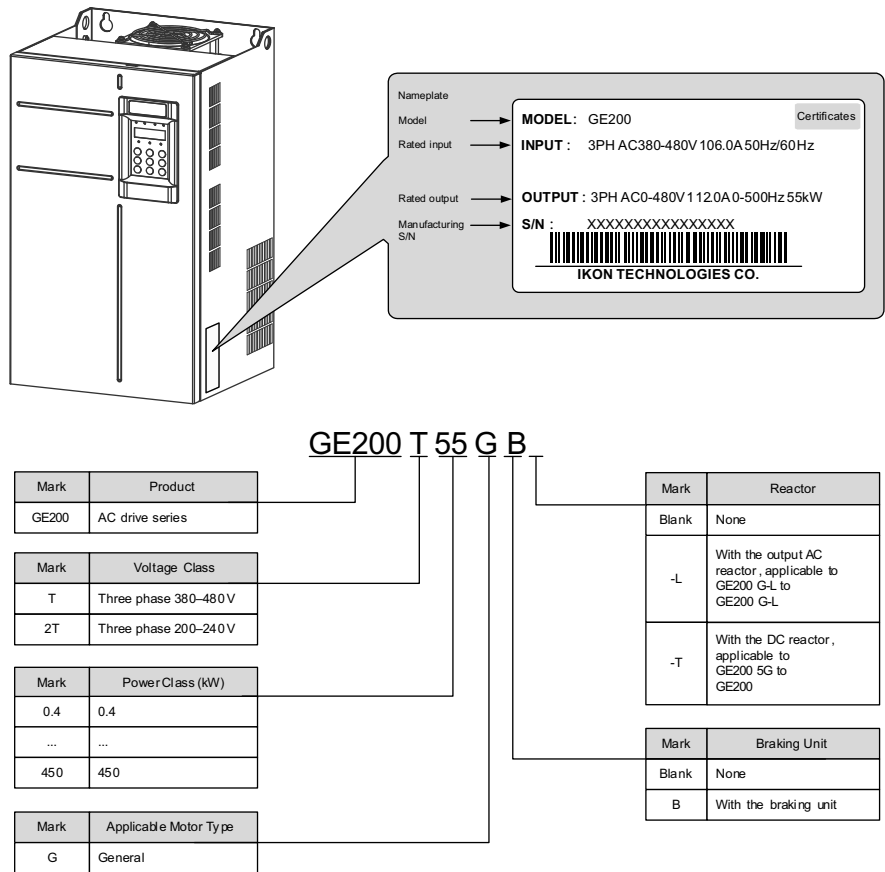 Nameplate
Model
MODEL: GE200
Certificates
Rated input
INPUT : 3PH AC380-480V 106.0A 50Hz/60Hz
Rated output
OUTPUT : 3PH AC0-480V 112.0A 0-500Hz 55kW
Manufacturing
S/N
S/N : XXXXXXXXXXXXXXXX
IKON TECHNOLOGIES CO.
GE200 T 55 G B
Mark Product
GE200 AC drive series
Mark Voltage Class
T Three phase 380–480 V
2T Three phase 200–240 V
Mark Power Class (kW)
0.4 0.4
... ...
450 450
Mark Applicable Motor Type
G General
Mark Reactor
Blank None
-L With the output AC
reactor, applicable to
GE200 G-L to
GE200 G-L
-T With the DC reactor,
applicable to
GE200 5G to
GE200
Mark Braking Unit
Blank None
B With the braking unit